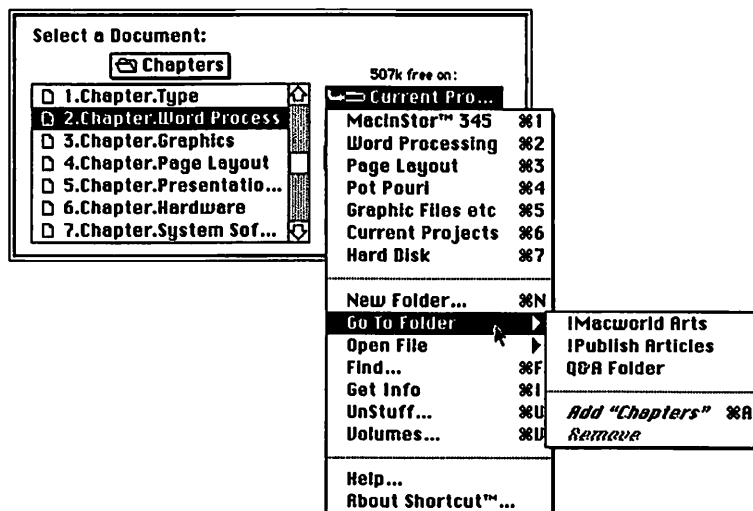 Select a Document:
Chapters
1.Chapter.Type
2.Chapter.Word Process
3.Chapter.Graphics
4.Chapter.Page Layout
5.Chapter.Presentatio...
6.Chapter.Hardware
7.Chapter.System Sof...
507k free on:
Current Pro...
MacInStor™ 345 ⌘1
Word Processing ⌘2
Page Layout ⌘3
Pot Pouri ⌘4
Graphic Files etc ⌘5
Current Projects ⌘6
Hard Disk ⌘7
New Folder... ⌘N
Go To Folder
Open File
Find... ⌘F
Get Info ⌘I
UnStuff... ⌘U
Volumes... ⌘V
Help...
About Shortcut™...
!Macworld Arts
!Publish Articles
Q&A Folder
Add "Chapters" ⌘A
Remove